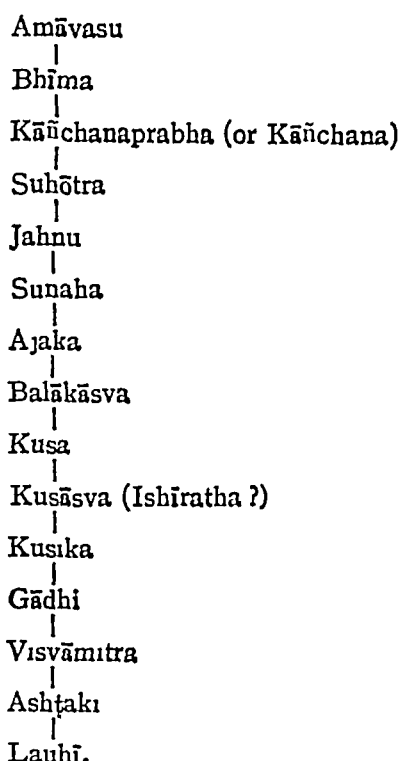 Amāvasu
Bhīma
Kāñchanaprabha (or Kāñchana)
Suhōtra
Jahnu
Sunaha
Ajaka
Balākāsva
Kusa
Kusāsva (Ishīratha ?)
Kusika
Gādhi
Visvāmitra
Ashṭaki
Lauhī.